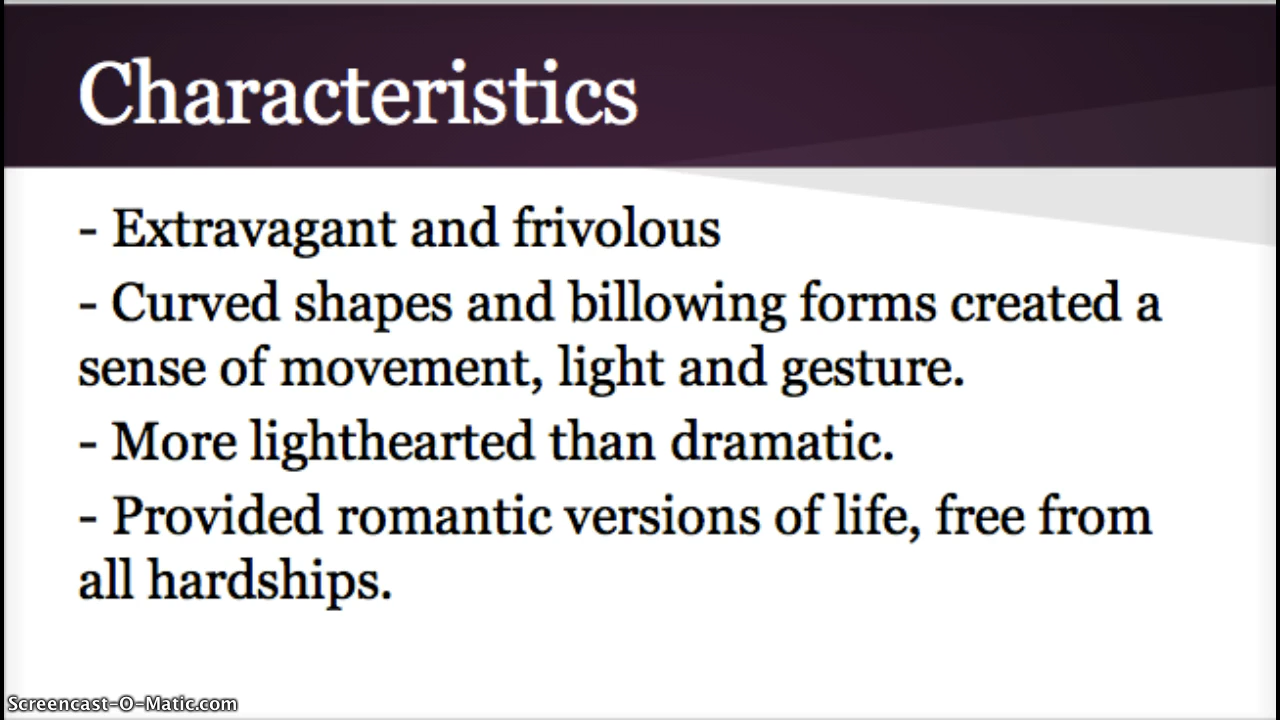 Characteristics
- Extravagant and frivolous
- Curved shapes and billowing forms created a
sense of movement, light and gesture.
- More lighthearted than dramatic.
- Provided romantic versions of life, free from
all hardships.
Screencast-O-Matic.com